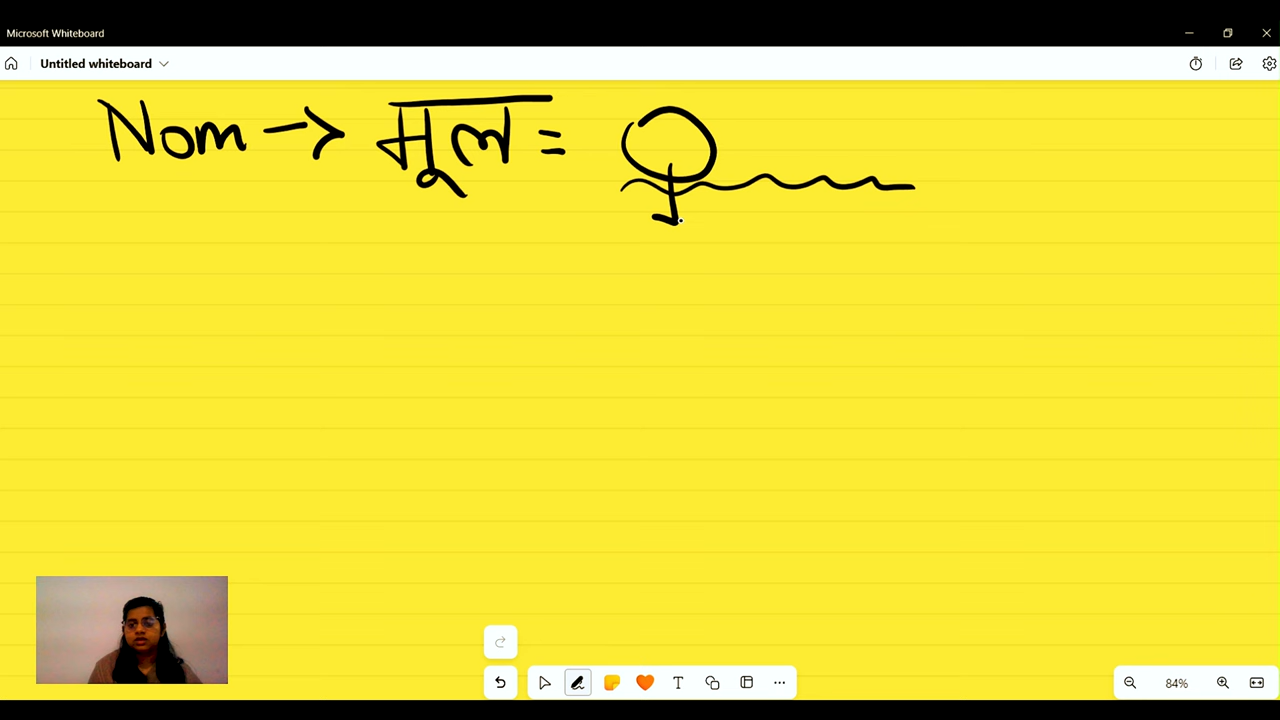 Microsoft Whiteboard
Untitled whiteboard
Nom → मूल =
84%